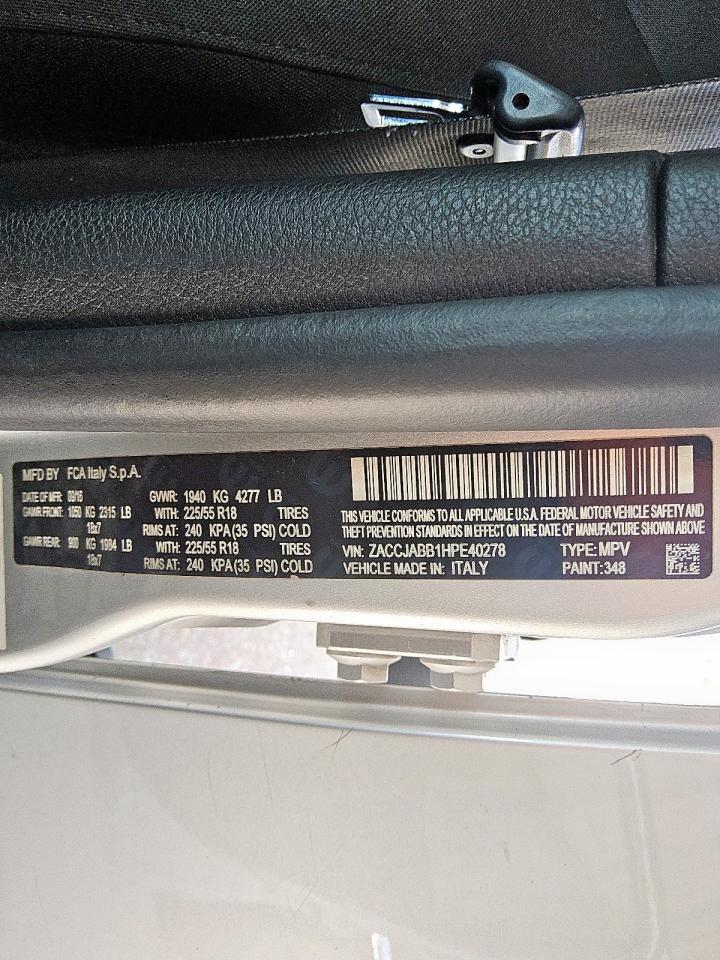 MFD BY FCA Italy S.p.A.
DATE OF MFR: 09/16 GVWR: 1940 KG 4277 LB
GAWR FRONT: 1050 KG 2315 LB WITH: 225/55 R18 TIRES
18x7 RIMS AT: 240 KPA (35 PSI) COLD
GAWR REAR: 900 KG 1984 LB WITH: 225/55 R18 TIRES
18x7 RIMS AT: 240 KPA (35 PSI) COLD
THIS VEHICLE CONFORMS TO ALL APPLICABLE U.S.A. FEDERAL MOTOR VEHICLE SAFETY AND
THEFT PREVENTION STANDARDS IN EFFECT ON THE DATE OF MANUFACTURE SHOWN ABOVE
VIN: ZACCJABB1HPE40278 TYPE: MPV
VEHICLE MADE IN: ITALY PAINT: 348